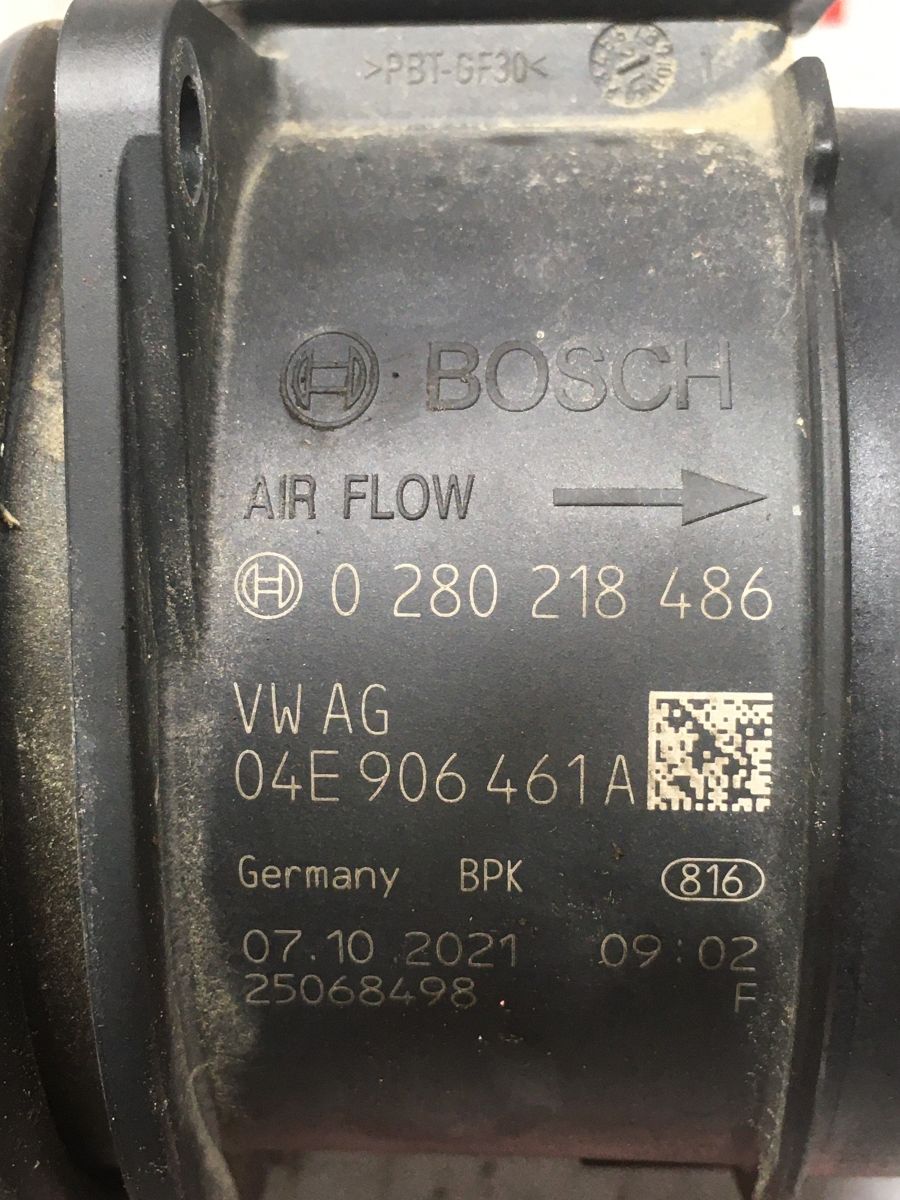 >PBT-GF30<
BOSCH
AIR FLOW
0 280 218 486
VW AG
04E 906 461 A
Germany BPK 816
07.10.2021 09:02
25068498 F